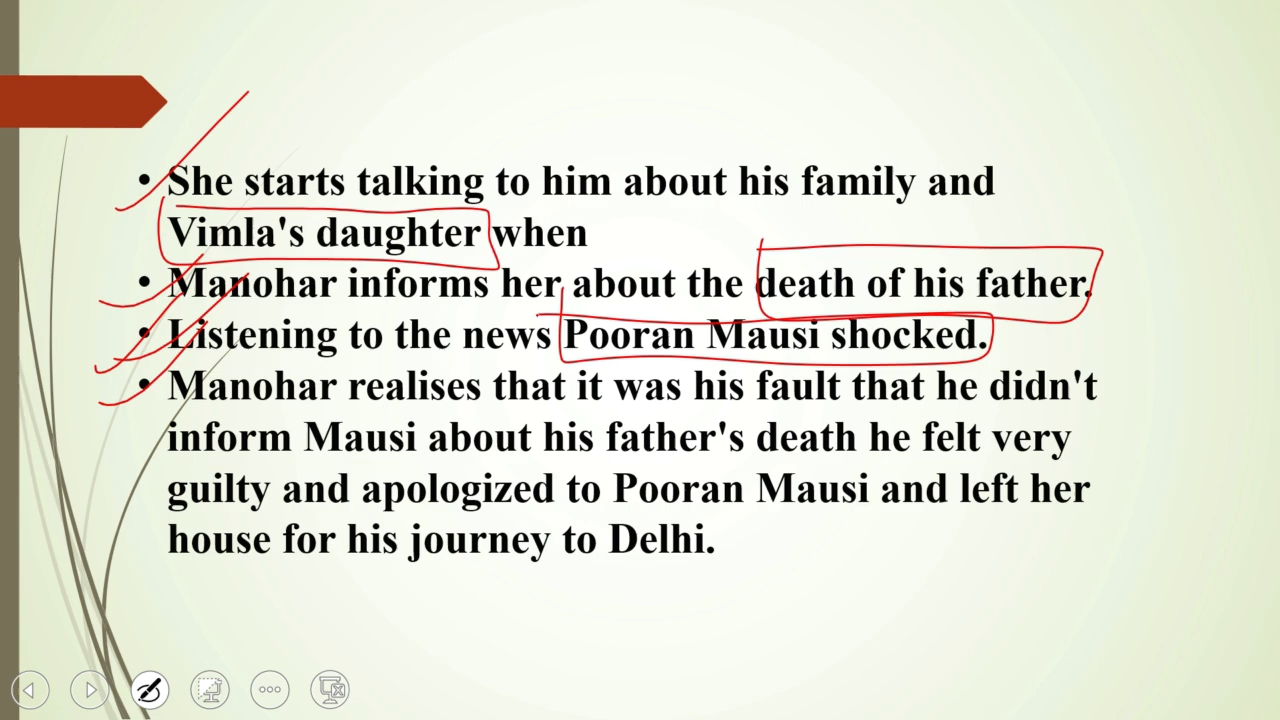 • She starts talking to him about his family and
Vimla's daughter when
• Manohar informs her about the death of his father.
• Listening to the news Pooran Mausi shocked.
• Manohar realises that it was his fault that he didn't
inform Mausi about his father's death he felt very
guilty and apologized to Pooran Mausi and left her
house for his journey to Delhi.